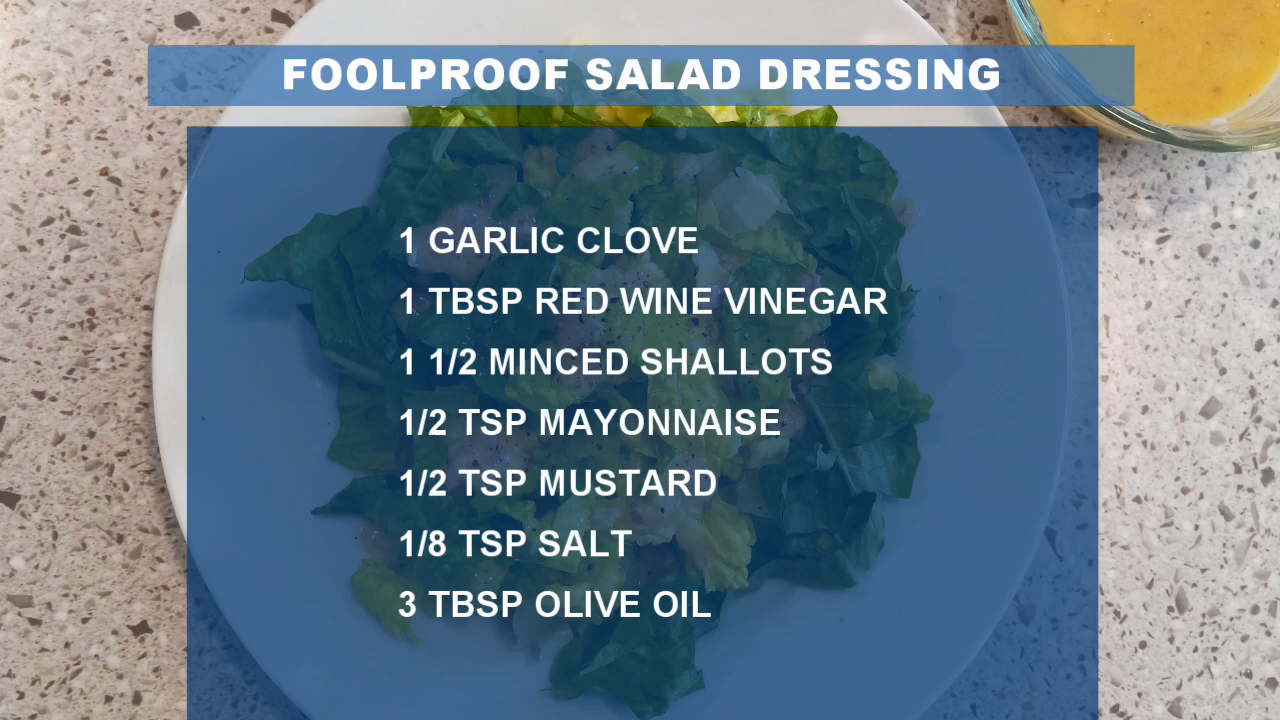 FOOLPROOF SALAD DRESSING
1 GARLIC CLOVE
1 TBSP RED WINE VINEGAR
1 1/2 MINCED SHALLOTS
1/2 TSP MAYONNAISE
1/2 TSP MUSTARD
1/8 TSP SALT
3 TBSP OLIVE OIL